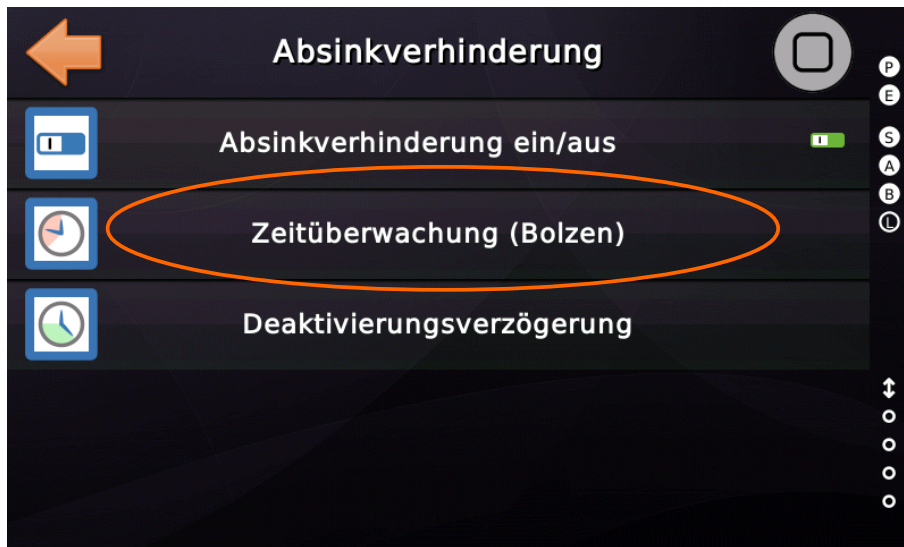 Absinkverhinderung
Absinkverhinderung ein/aus
Zeitüberwachung (Bolzen)
Deaktivierungsverzögerung
P
E
S
A
B
L